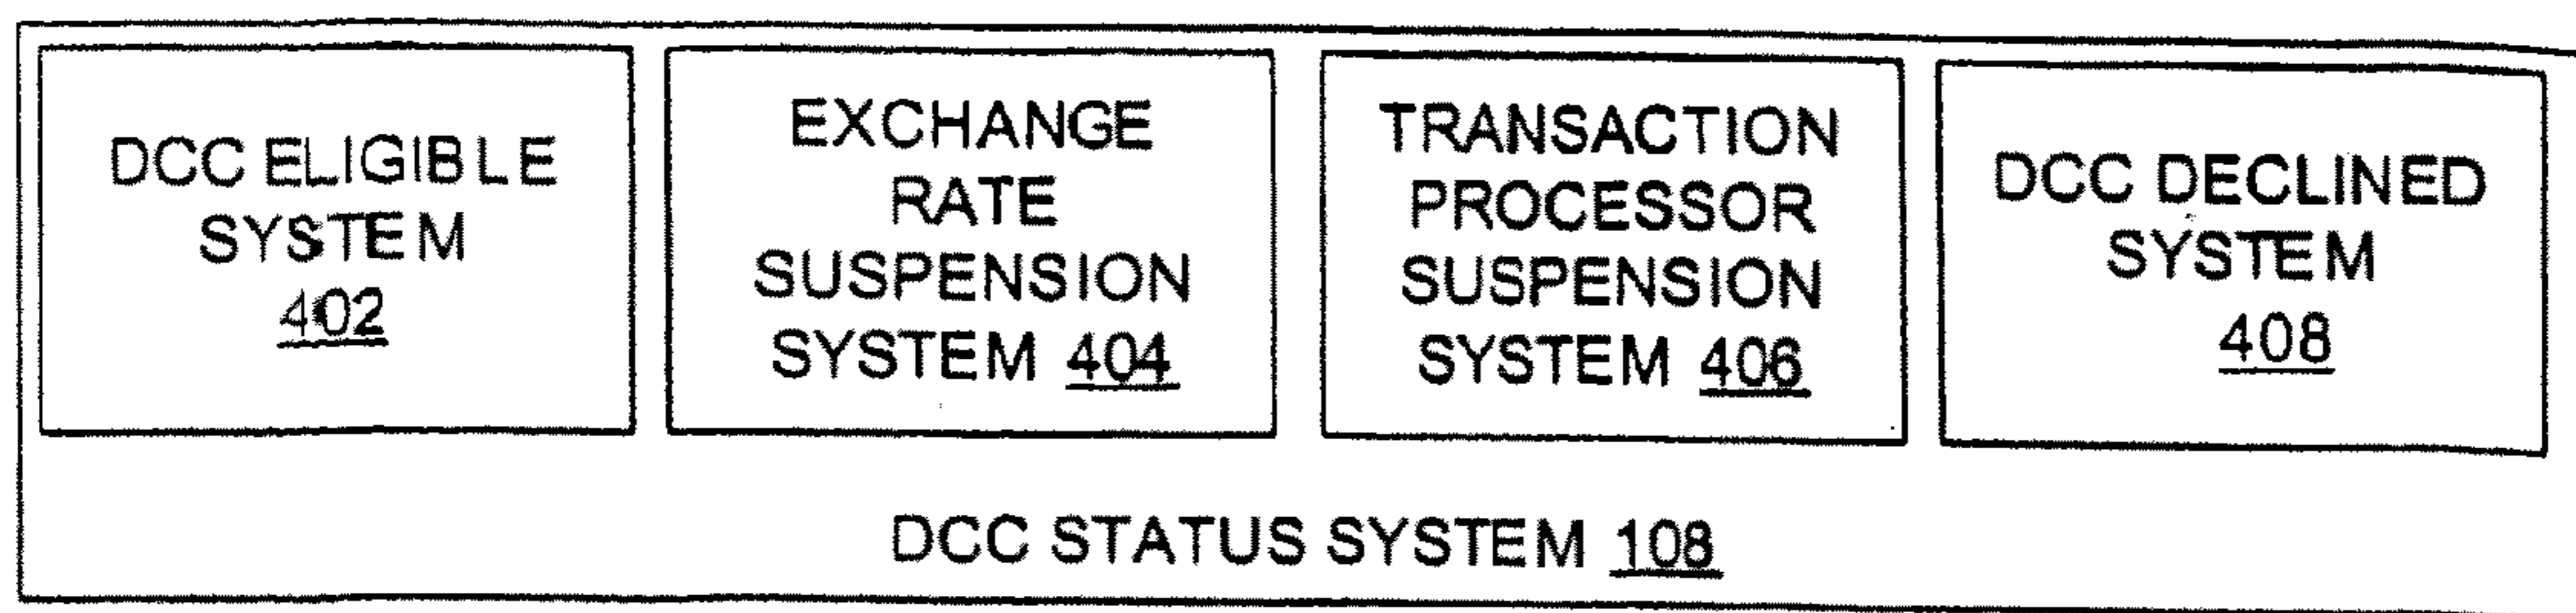 DCC ELIGIBLE
SYSTEM
402
EXCHANGE
RATE
SUSPENSION
SYSTEM 404
TRANSACTION
PROCESSOR
SUSPENSION
SYSTEM 406
DCC DECLINED
SYSTEM
408
DCC STATUS SYSTEM 108